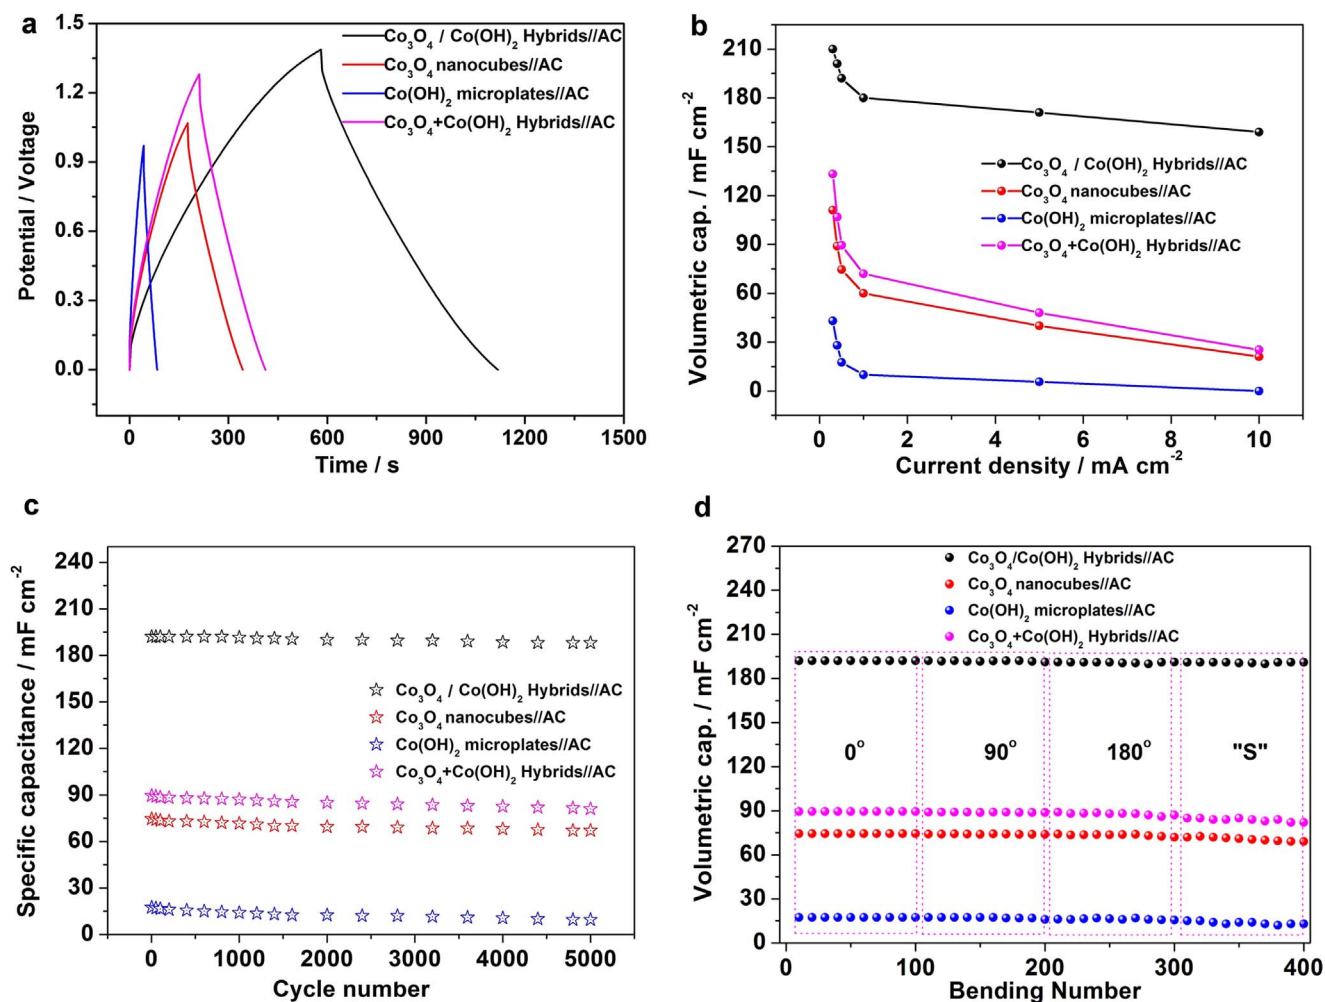 a
Co3O4 / Co(OH)2 Hybrids//AC
Co3O4 nanocubes//AC
Co(OH)2 microplates//AC
Co3O4+Co(OH)2 Hybrids//AC
Potential / Voltage
1.5
1.2
0.9
0.6
0.3
0.0
0 300 600 900 1200 1500
Time / s
b
Volumetric cap. / mF cm-2
210
180
150
120
90
60
30
0
Co3O4 / Co(OH)2 Hybrids//AC
Co3O4 nanocubes//AC
Co(OH)2 microplates//AC
Co3O4+Co(OH)2 Hybrids//AC
0 2 4 6 8 10
Current density / mA cm-2
c
Specific capacitance / mF cm-2
240
210
180
150
120
90
60
30
0
Co3O4 / Co(OH)2 Hybrids//AC
Co3O4 nanocubes//AC
Co(OH)2 microplates//AC
Co3O4+Co(OH)2 Hybrids//AC
0 1000 2000 3000 4000 5000
Cycle number
d
Volumetric cap. / mF cm-2
270
240
210
180
150
120
90
60
30
0
Co3O4/Co(OH)2 Hybrids//AC
Co3O4 nanocubes//AC
Co(OH)2 microplates//AC
Co3O4+Co(OH)2 Hybrids//AC
0° 90° 180° "S"
0 100 200 300 400
Bending Number